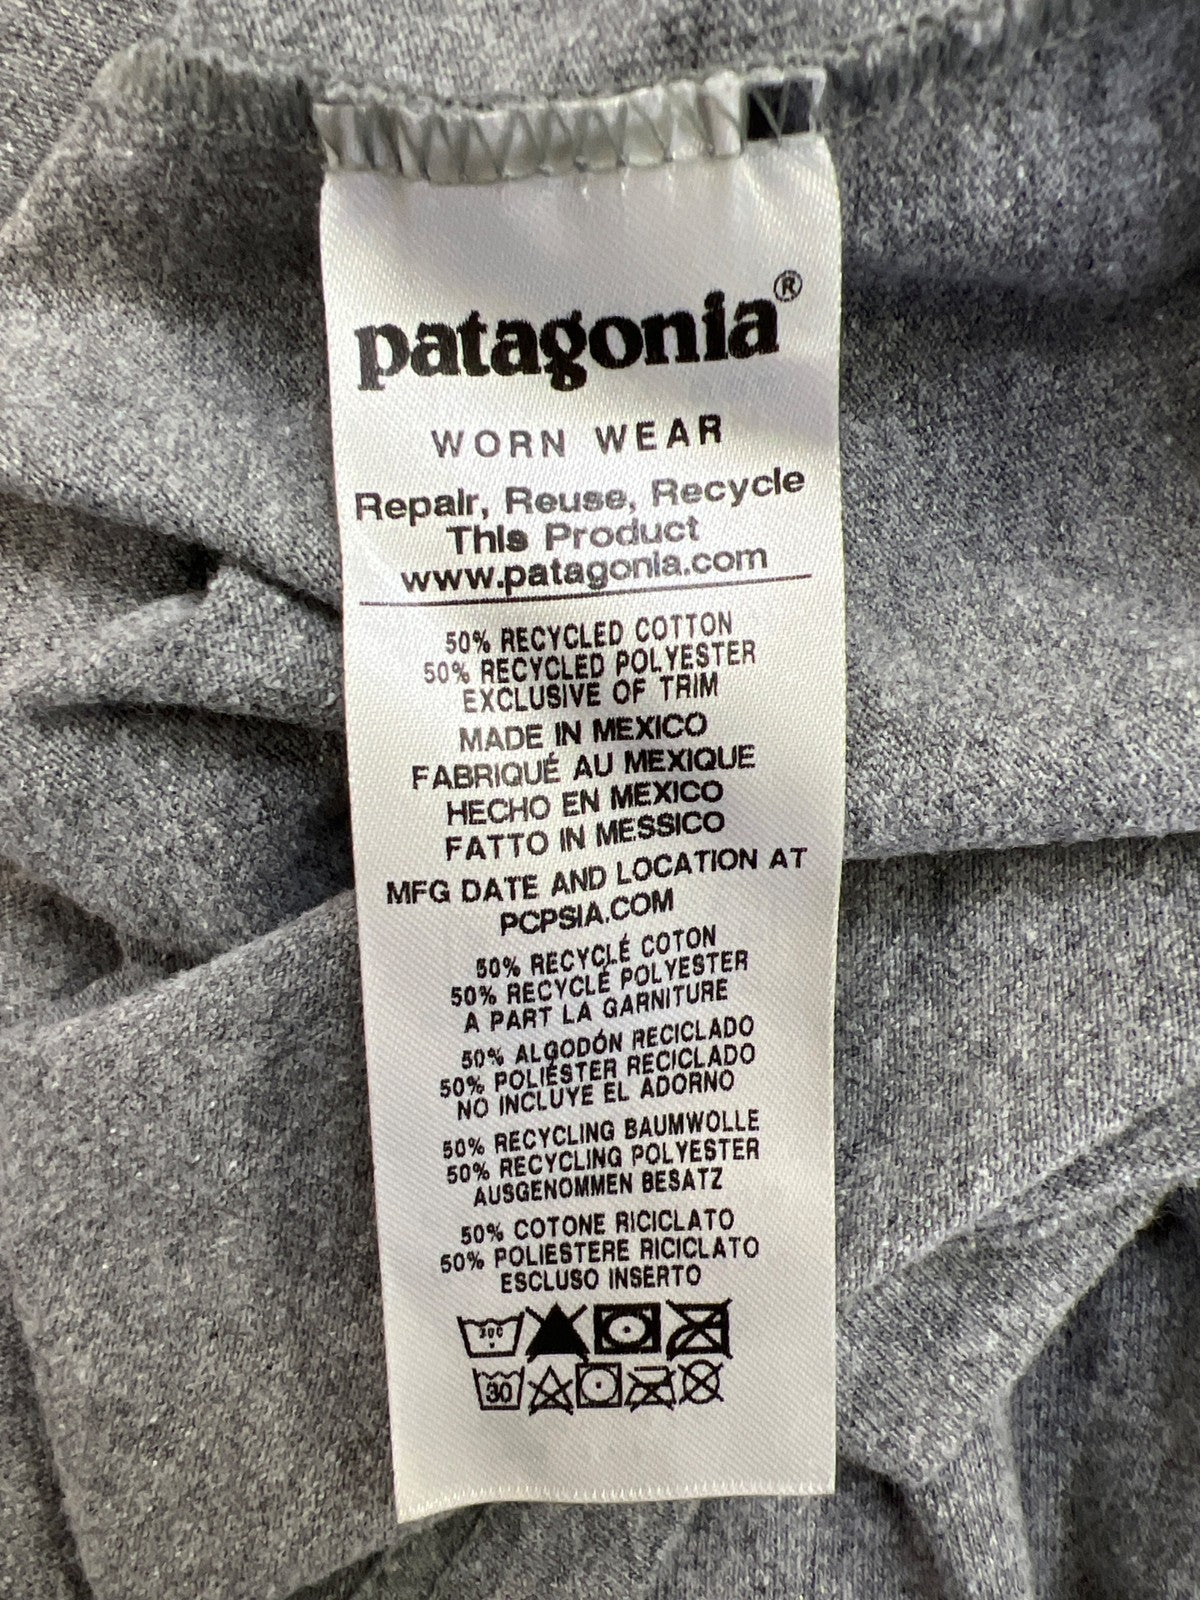 patagonia®
WORN WEAR
Repair, Reuse, Recycle
This Product
www.patagonia.com
50% RECYCLED COTTON
50% RECYCLED POLYESTER
EXCLUSIVE OF TRIM
MADE IN MEXICO
FABRIQUÉ AU MEXIQUE
HECHO EN MEXICO
FATTO IN MESSICO
MFG DATE AND LOCATION AT
PCPSIA.COM
50% RECYCLÉ COTON
50% RECYCLÉ POLYESTER
A PART LA GARNITURE
50% ALGODÓN RECICLADO
50% POLIÉSTER RECICLADO
NO INCLUYE EL ADORNO
50% RECYCLING BAUMWOLLE
50% RECYCLING POLYESTER
AUSGENOMMEN BESATZ
50% COTONE RICICLATO
50% POLIESTERE RICICLATO
ESCLUSO INSERTO
30C
30